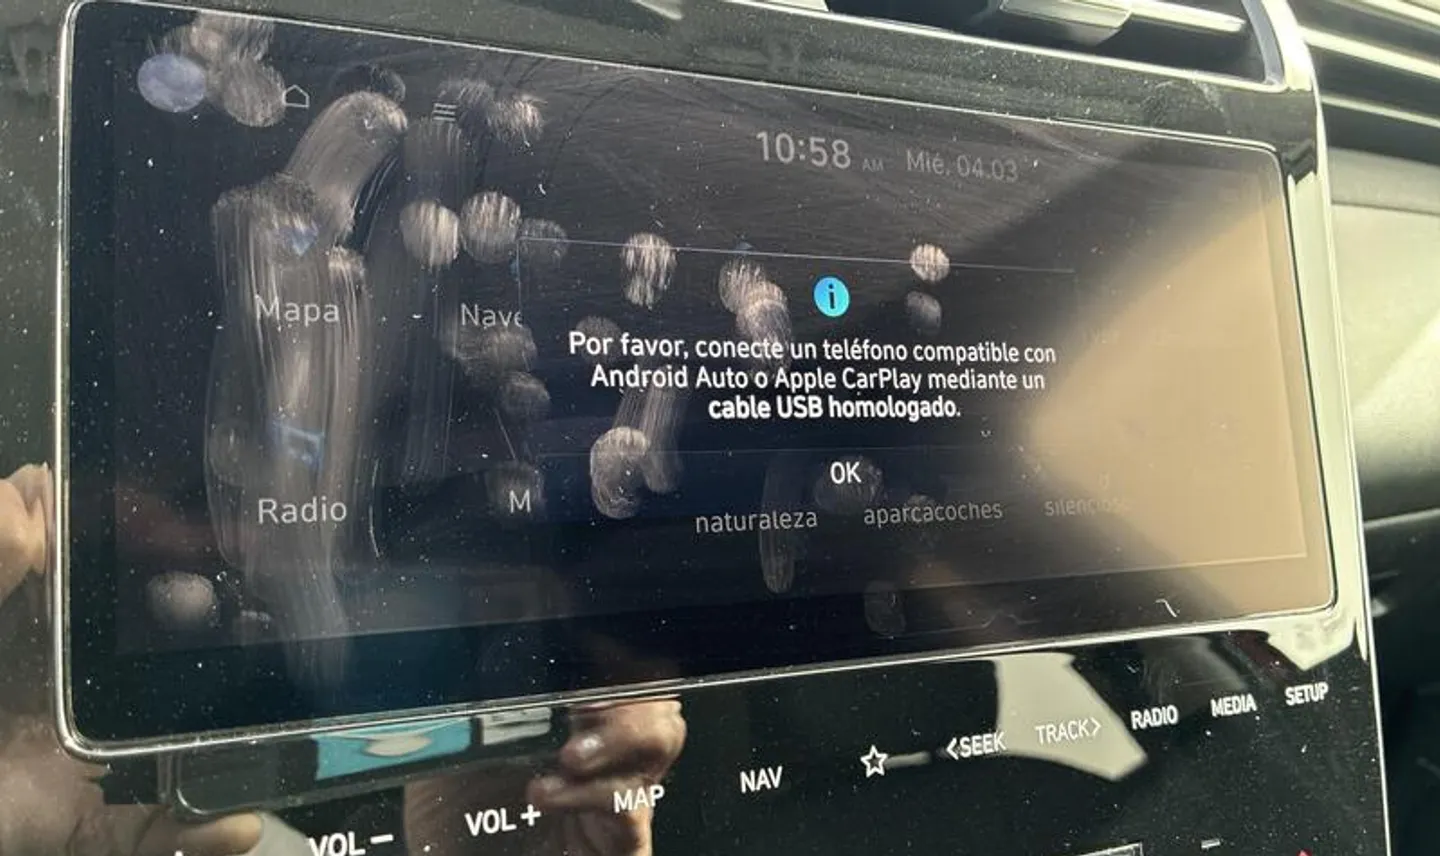 10:58 AM Mié. 04.03
Mapa
Nave
Por favor, conecte un teléfono compatible con
Android Auto o Apple CarPlay mediante un
cable USB homologado.
OK
Radio
M
naturaleza
aparcacoches
silencioso
VOL− VOL+ MAP NAV ☆ <SEEK TRACK> RADIO MEDIA SETUP